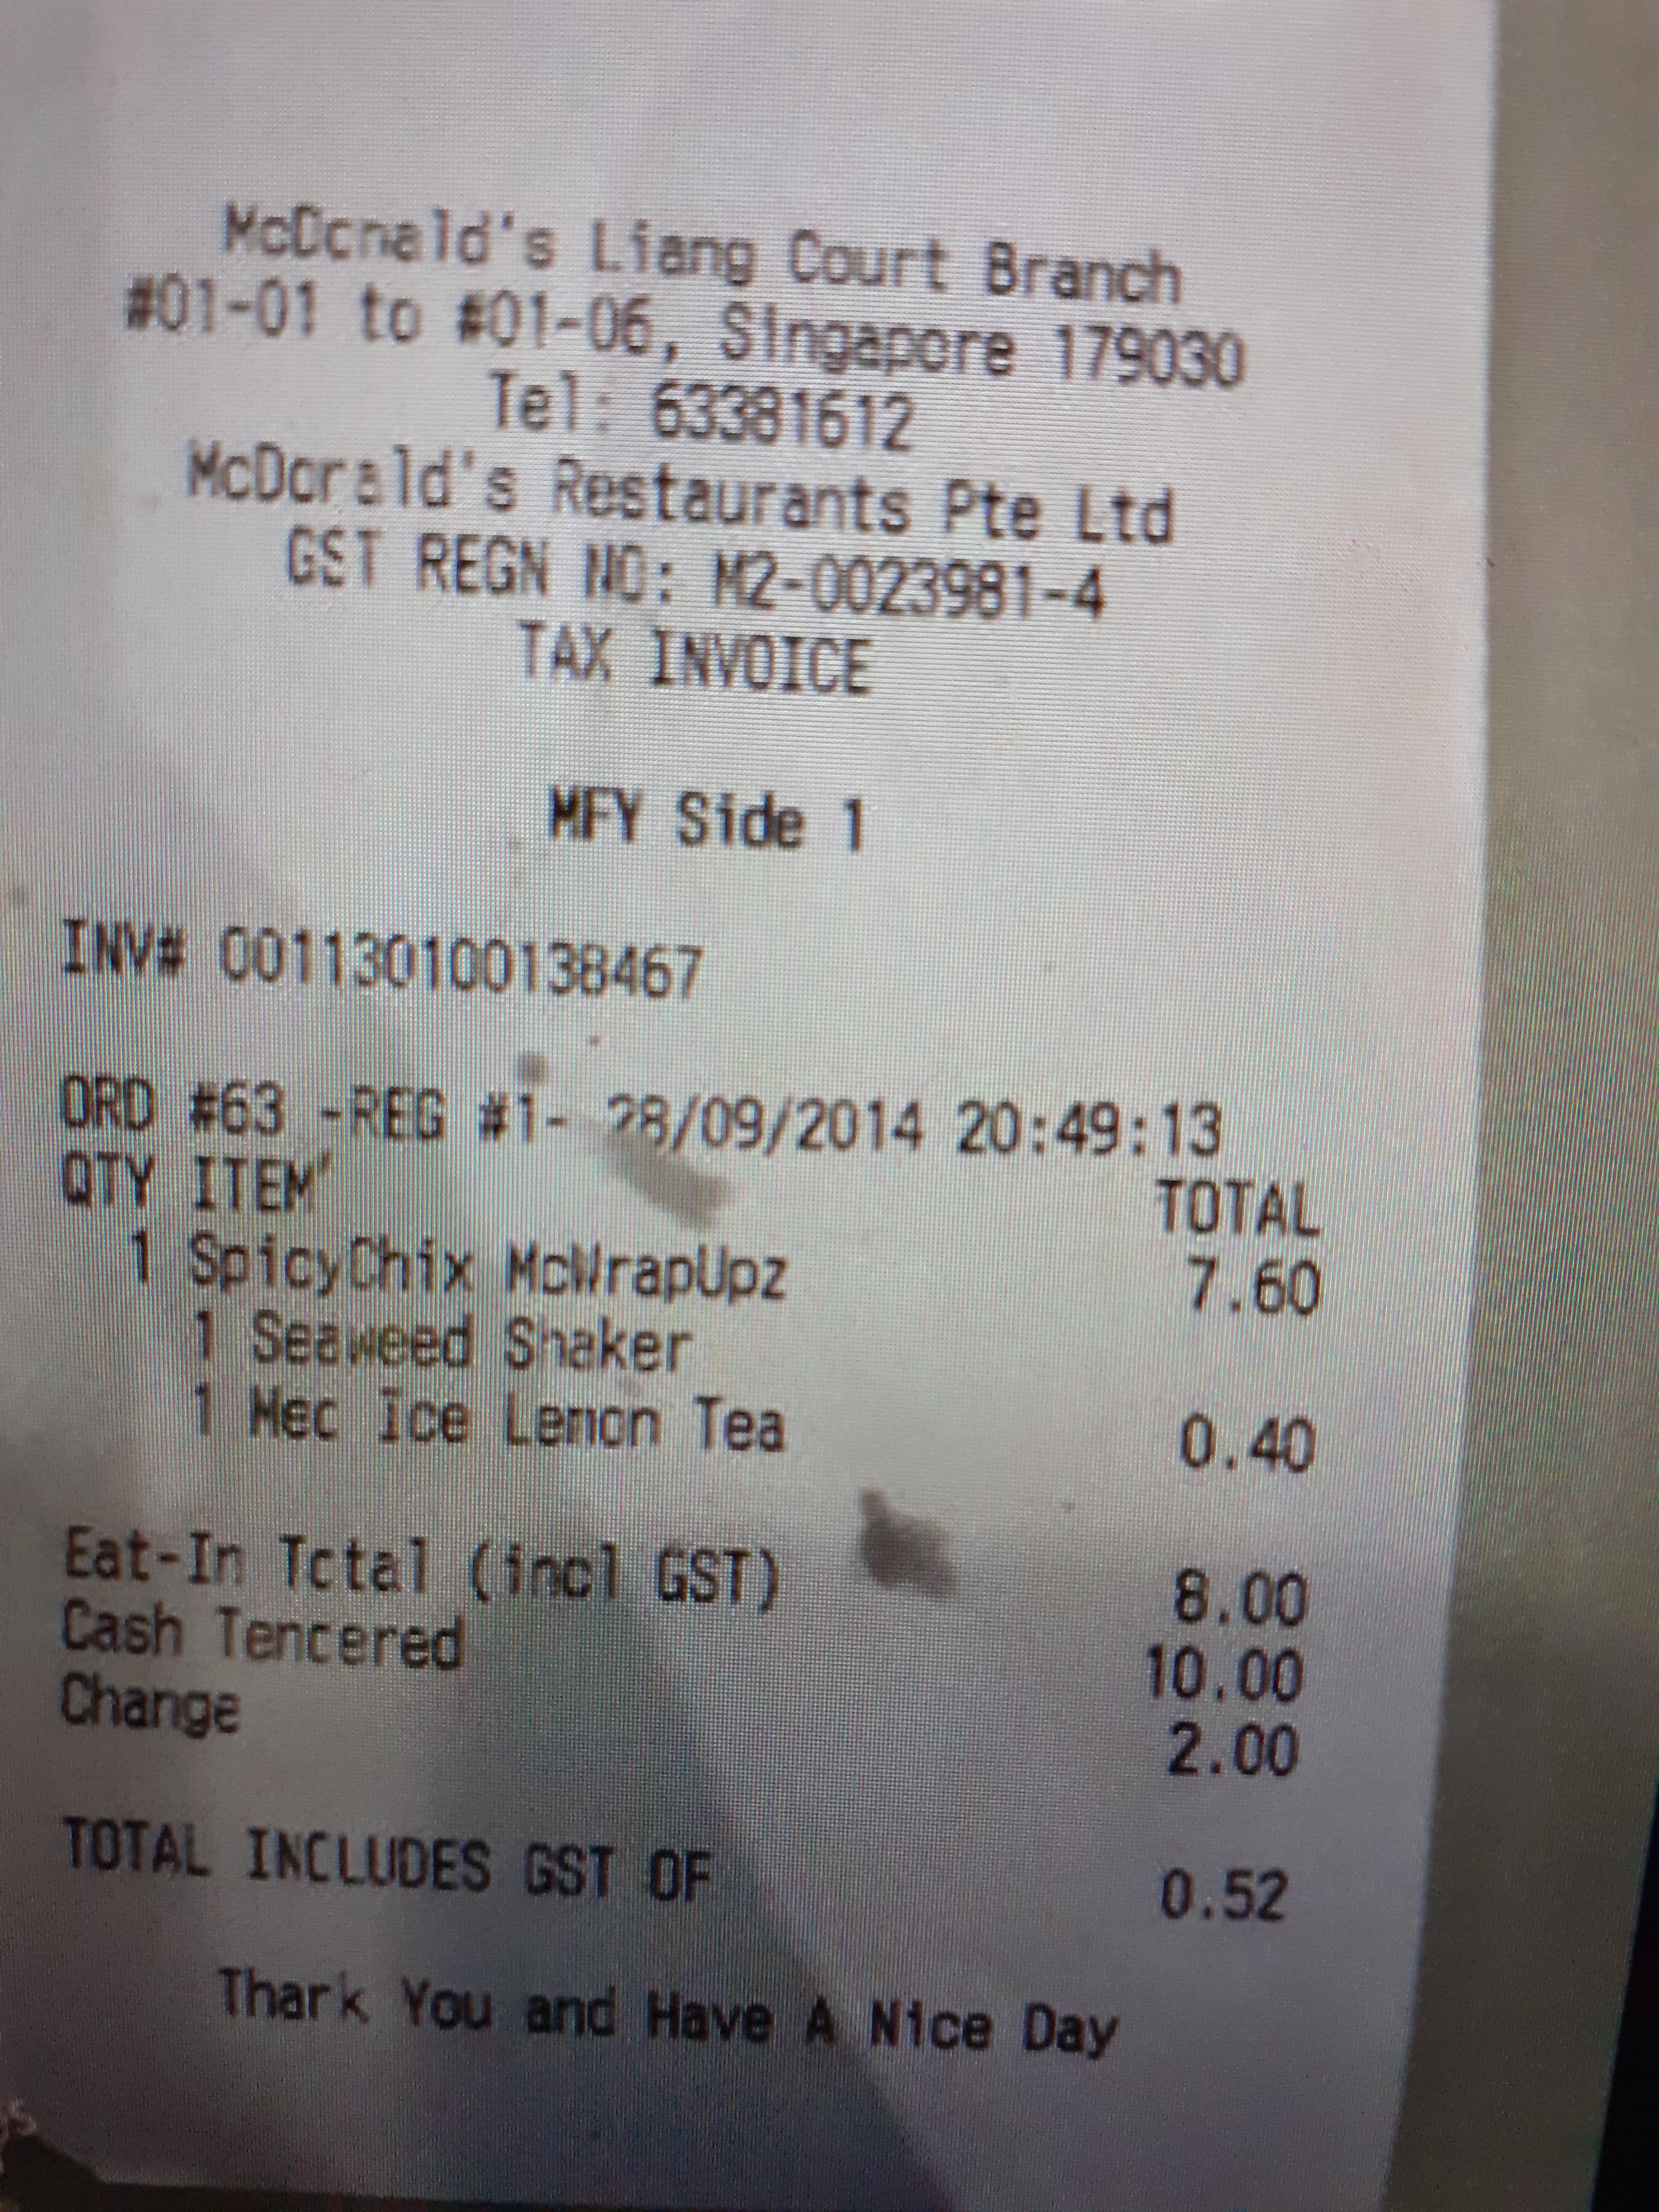 McDonald's Liang Court Branch
#01-01 to #01-06, Singapore 179030
Tel: 63381612
McDonald's Restaurants Pte Ltd
GST REGN NO: M2-0023981-4
TAX INVOICE
MFY Side 1
INV# 001130100138467
ORD #63 -REG #1- 28/09/2014 20:49:13
QTY ITEM TOTAL
1 SpicyChix McWrapUpz 7.60
1 Seaweed Shaker
1 Med Ice Lemon Tea 0.40
Eat-In Total (incl GST) 8.00
Cash Tendered 10.00
Change 2.00
TOTAL INCLUDES GST OF 0.52
Thank You and Have A Nice Day